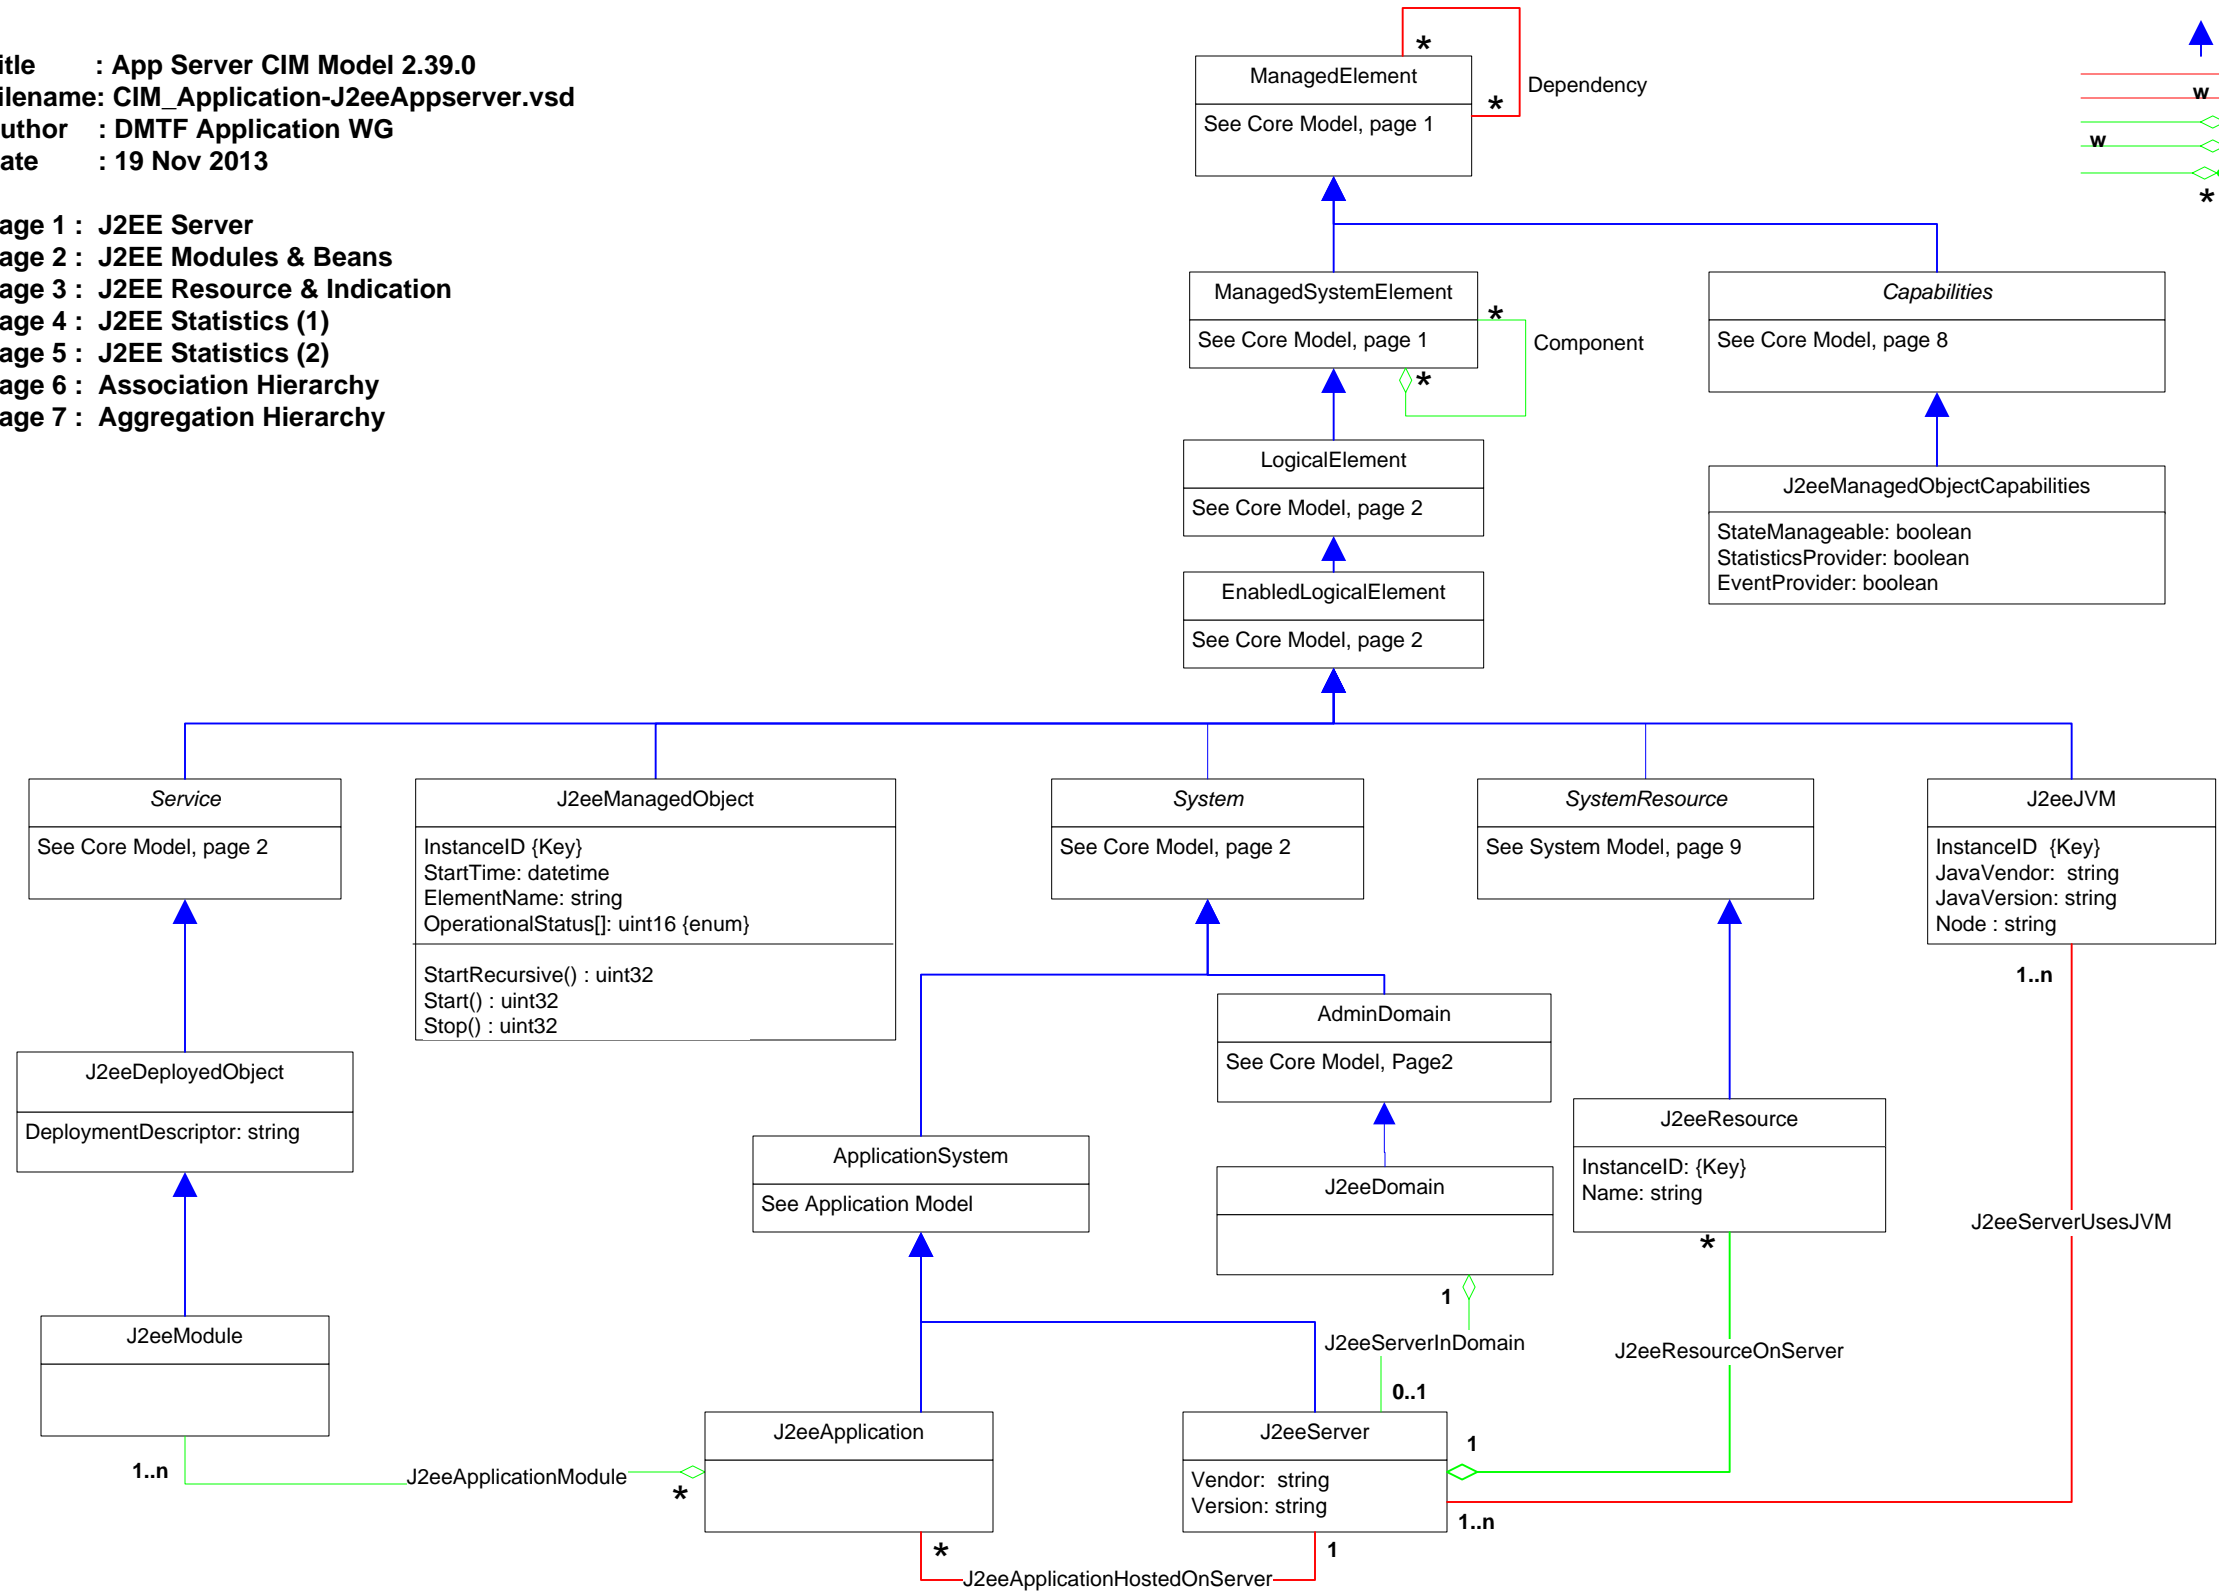 itle : App Server CIM Model 2.39.0
ilename: CIM_Application-J2eeAppserver.vsd
uthor : DMTF Application WG
ate : 19 Nov 2013
age 1 : J2EE Server
age 2 : J2EE Modules & Beans
age 3 : J2EE Resource & Indication
age 4 : J2EE Statistics (1)
age 5 : J2EE Statistics (2)
age 6 : Association Hierarchy
age 7 : Aggregation Hierarchy
*
ManagedElement
See Core Model, page 1
*
Dependency
w
w
*
ManagedSystemElement
See Core Model, page 1
*
*
Component
Capabilities
See Core Model, page 8
LogicalElement
See Core Model, page 2
J2eeManagedObjectCapabilities
StateManageable: boolean
StatisticsProvider: boolean
EventProvider: boolean
EnabledLogicalElement
See Core Model, page 2
Service
See Core Model, page 2
J2eeManagedObject
InstanceID {Key}
StartTime: datetime
ElementName: string
OperationalStatus[]: uint16 {enum}
StartRecursive() : uint32
Start() : uint32
Stop() : uint32
System
See Core Model, page 2
SystemResource
See System Model, page 9
J2eeJVM
InstanceID {Key}
JavaVendor: string
JavaVersion: string
Node : string
1..n
AdminDomain
See Core Model, Page2
J2eeDeployedObject
DeploymentDescriptor: string
ApplicationSystem
See Application Model
J2eeDomain
J2eeResource
InstanceID: {Key}
Name: string
*
J2eeServerUsesJVM
1
J2eeServerInDomain
0..1
J2eeResourceOnServer
J2eeModule
1..n
J2eeApplicationModule
*
J2eeApplication
*
J2eeServer
Vendor: string
Version: string
1
1..n
1
J2eeApplicationHostedOnServer